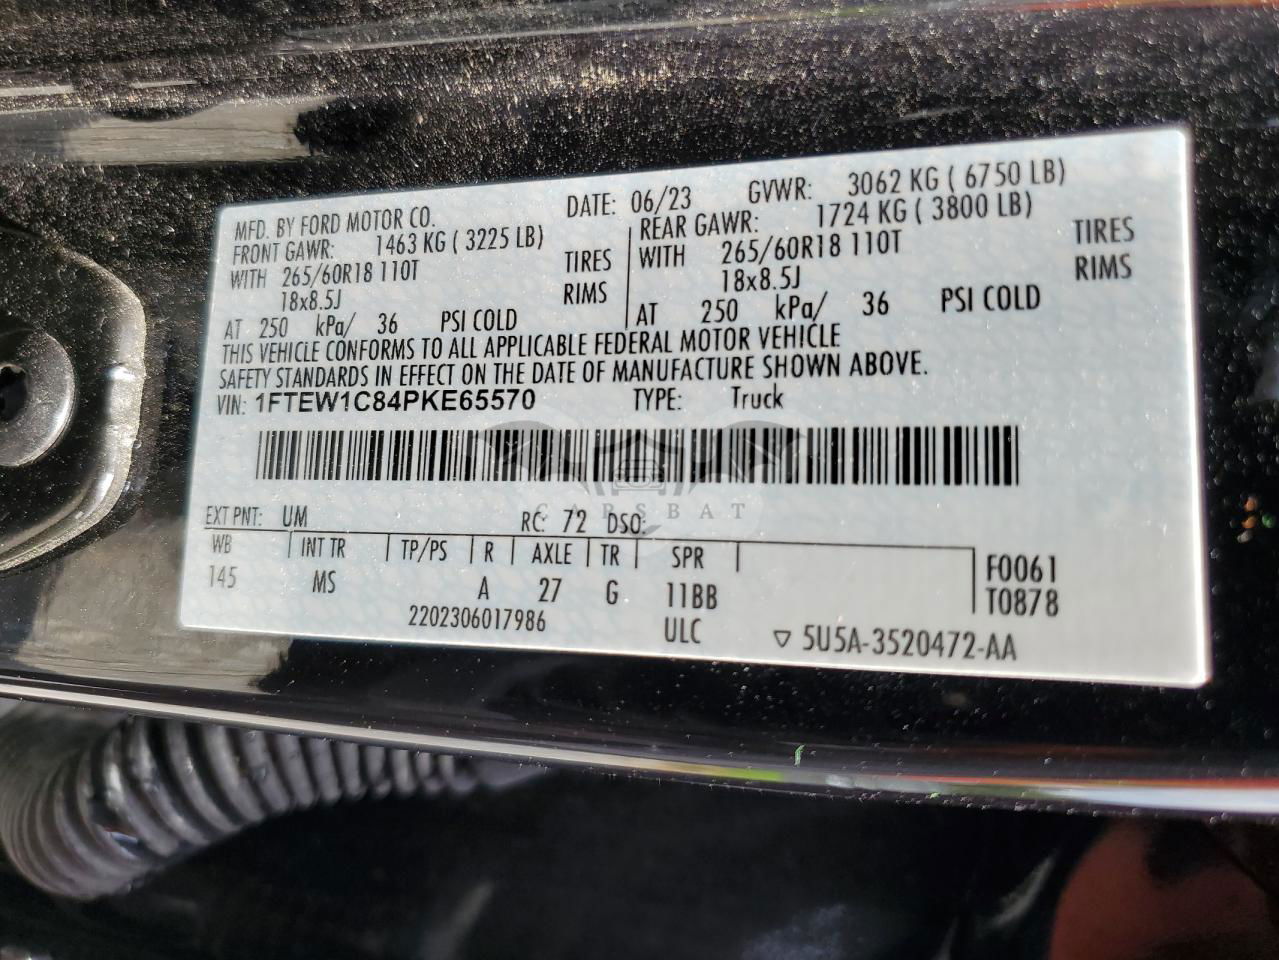 MFD. BY FORD MOTOR CO. DATE: 06/23 GVWR: 3062 KG ( 6750 LB)
FRONT GAWR: 1463 KG ( 3225 LB) REAR GAWR: 1724 KG ( 3800 LB)
WITH 265/60R18 110T TIRES WITH 265/60R18 110T TIRES
18x8.5J RIMS 18x8.5J RIMS
AT 250 kPa/ 36 PSI COLD AT 250 kPa/ 36 PSI COLD
THIS VEHICLE CONFORMS TO ALL APPLICABLE FEDERAL MOTOR VEHICLE
SAFETY STANDARDS IN EFFECT ON THE DATE OF MANUFACTURE SHOWN ABOVE.
VIN: 1FTEW1C84PKE65570 TYPE: Truck
CARSBAT
EXT PNT: UM RC: 72 DSO:
WB INT TR TP/PS R AXLE TR SPR F0061
145 MS A 27 G 11BB T0878
2202306017986 ULC ▽ 5U5A-3520472-AA